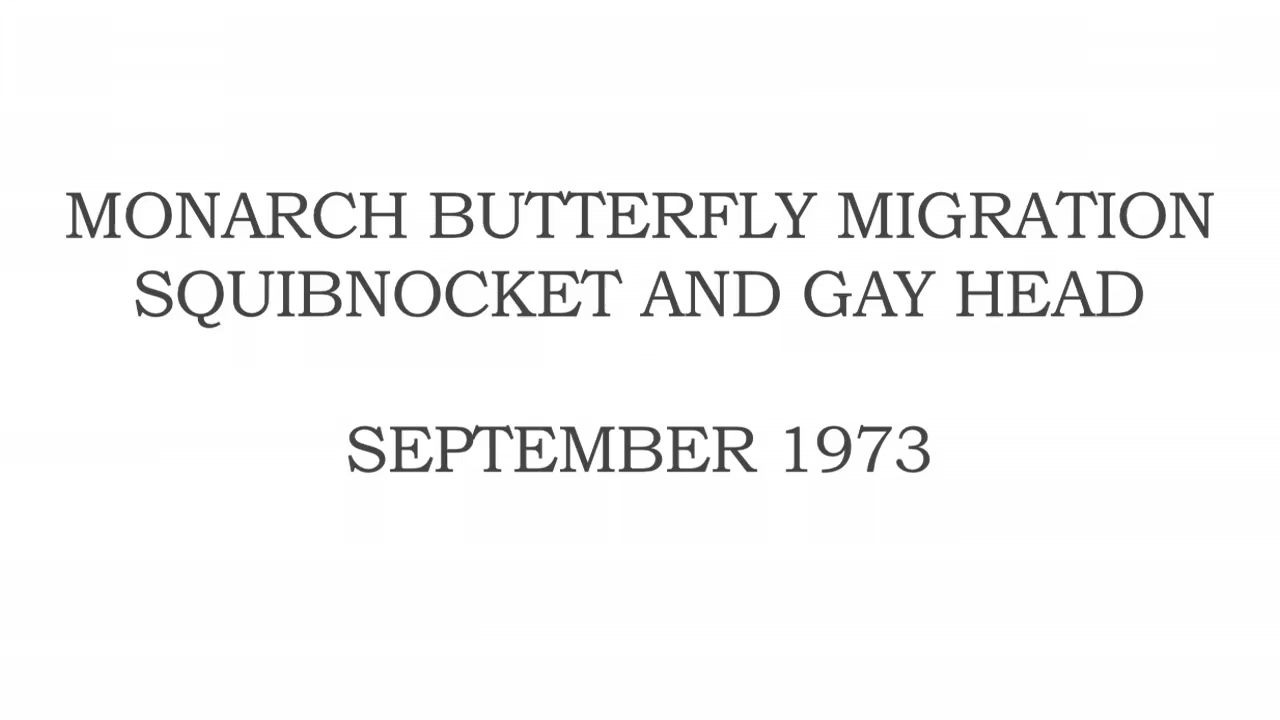 MONARCH BUTTERFLY MIGRATION
SQUIBNOCKET AND GAY HEAD
SEPTEMBER 1973